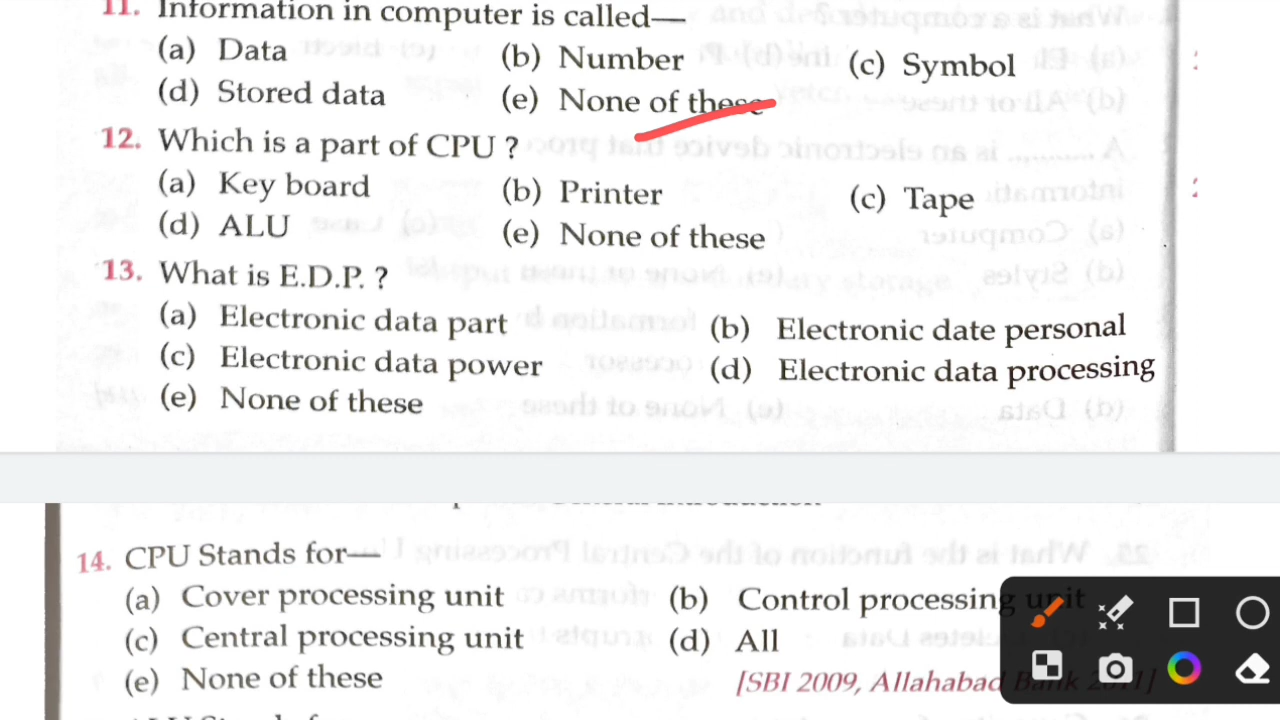 11. Information in computer is called—
(a) Data (b) Number (c) Symbol
(d) Stored data (e) None of these
12. Which is a part of CPU ?
(a) Key board (b) Printer (c) Tape
(d) ALU (e) None of these
13. What is E.D.P. ?
(a) Electronic data part (b) Electronic date personal
(c) Electronic data power (d) Electronic data processing
(e) None of these
14. CPU Stands for—
(a) Cover processing unit (b) Control processing unit
(c) Central processing unit (d) All
(e) None of these [SBI 2009, Allahabad Bank 2011]